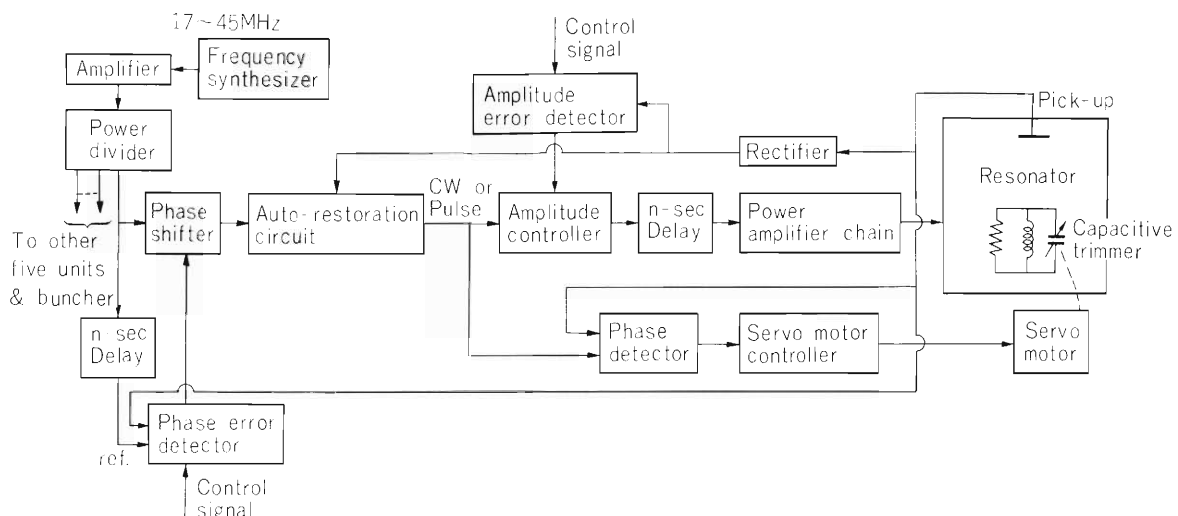 17~45MHz
Frequency
synthesizer
Amplifier
Power
divider
To other
five units
& buncher
n-sec
Delay
Phase
shifter
Auto-restoration
circuit
CW or
Pulse
Control
signal
Amplitude
error detector
Rectifier
Amplitude
controller
n-sec
Delay
Power
amplifier chain
Pick-up
Resonator
Capacitive
trimmer
Phase
detector
Servo motor
controller
Servo
motor
Phase error
detector
ref.
Control
signal